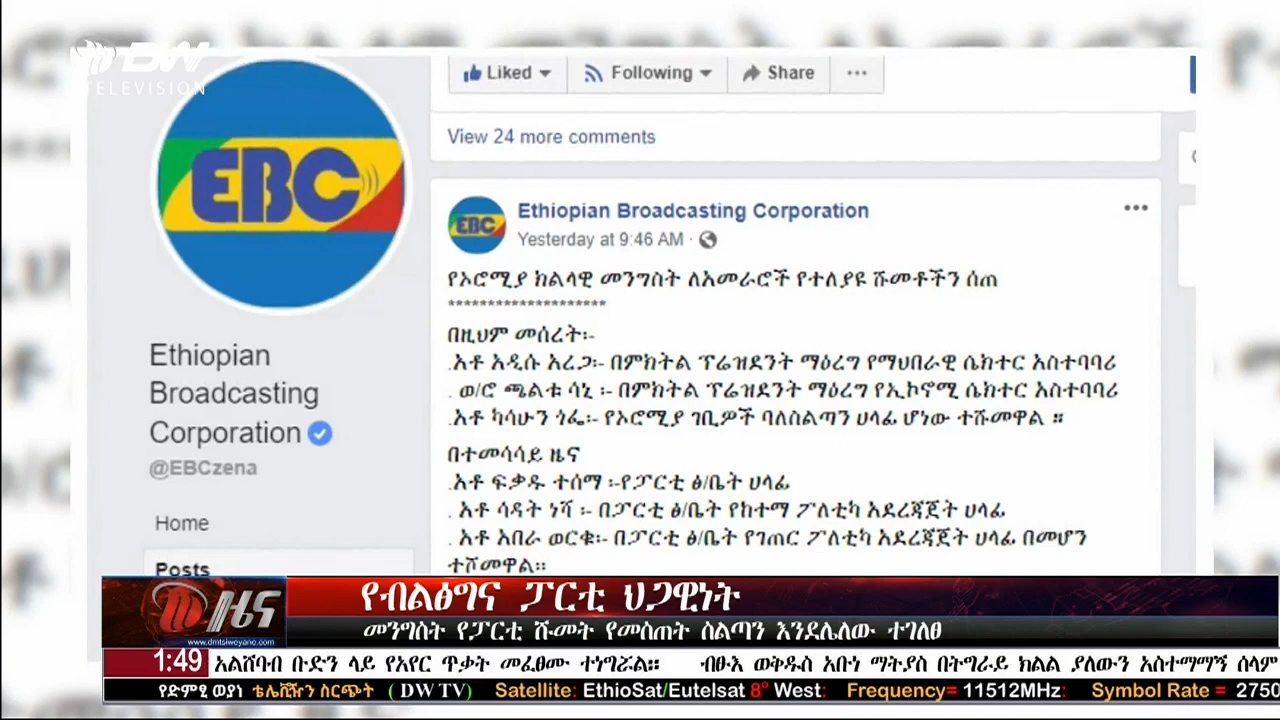 DW
TELEVISION
EBC
Liked
Following
Share
View 24 more comments
EBC
Ethiopian Broadcasting Corporation
Yesterday at 9:46 AM ·
የኦሮሚያ ክልላዊ መንግስት ለአመራሮች የተለያዩ ሹመቶችን ሰጠ
********************
በዚህም መሰረት፡-
.አቶ አዲሱ አረጋ፡- በምክትል ፕሬዝደንት ማዕረግ የማህበራዊ ሴክተር አስተባባሪ
. ወ/ሮ ጫልቱ ሳኒ ፡- በምክትል ፕሬዝደንት ማዕረግ የኢኮኖሚ ሴክተር አስተባባሪ
.አቶ ካሳሁን ጎፌ፡- የኦሮሚያ ገቢዎች ባለስልጣን ሀላፊ ሆነው ተሹመዋል ።
በተመሳሳይ ዜና
.አቶ ፍቃዱ ተሰማ ፡-የፓርቲ ፅ/ቤት ሀላፊ
. አቶ ሳዳት ነሻ ፡- በፓርቲ ፅ/ቤት የከተማ ፖለቲካ አደረጃጀት ሀላፊ
. አቶ አበራ ወርቁ፡- በፓርቲ ፅ/ቤት የገጠር ፖለቲካ አደረጃጀት ሀላፊ በመሆን
ተሾመዋል።
Ethiopian
Broadcasting
Corporation
@EBCzena
Home
Posts
ዜና
www.dmtsiweyane.com
የብልፅግና ፓርቲ ህጋዊነት
መንግስት የፓርቲ ሹመት የመስጠት ስልጣን እንደሌለው ተገለፀ
1:49 አልሸባብ ቡድን ላይ የአየር ጥቃት መፈፀሙ ተነግሯል። ብፁእ ወቅዱስ አቡነ ማትያስ በትግራይ ክልል ያለውን አስተማማኝ ሰላም
የድምፂ ወያነ ቴሌቨዥን ስርጭት ( DW TV) Satellite: EthioSat/Eutelsat 8° West: Frequency= 11512MHz: Symbol Rate = 2750